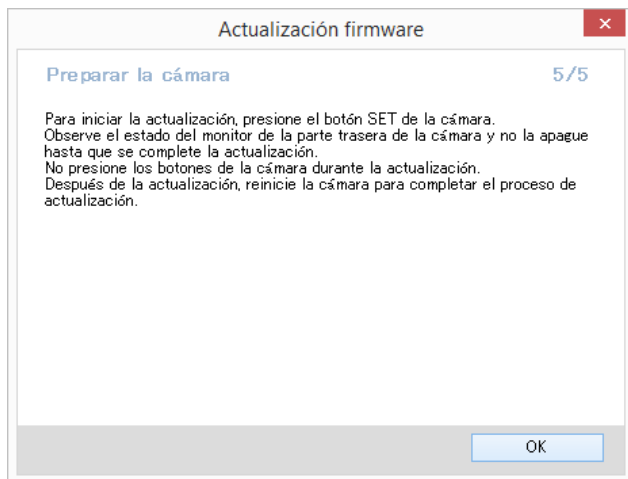 Actualización firmware
Preparar la cámara 5/5
Para iniciar la actualización, presione el botón SET de la cámara.
Observe el estado del monitor de la parte trasera de la cámara y no la apague
hasta que se complete la actualización.
No presione los botones de la cámara durante la actualización.
Después de la actualización, reinicie la cámara para completar el proceso de
actualización.
OK